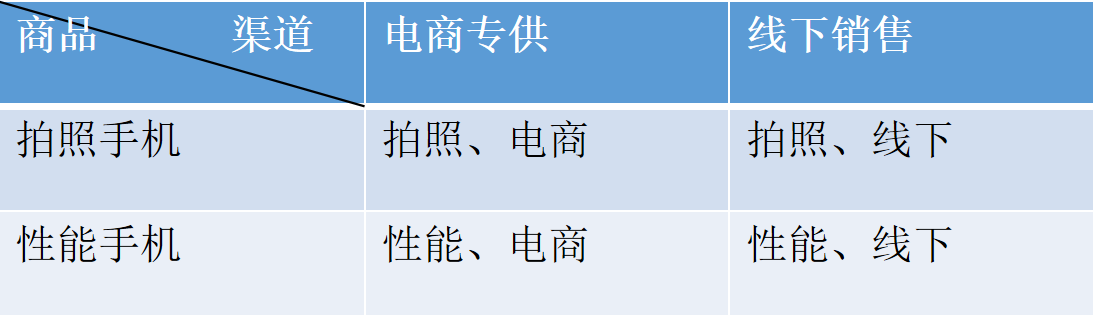 商品 渠道 电商专供 线下销售
拍照手机 拍照、电商 拍照、线下
性能手机 性能、电商 性能、线下